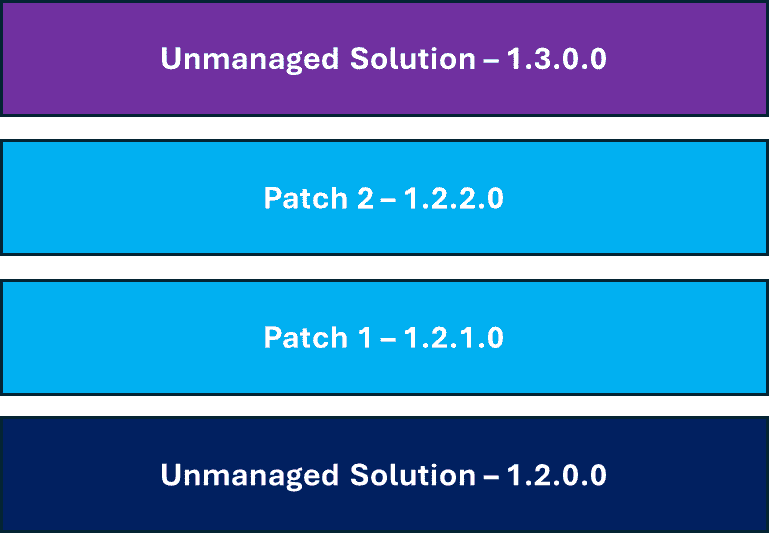 Unmanaged Solution – 1.3.0.0
Patch 2 – 1.2.2.0
Patch 1 – 1.2.1.0
Unmanaged Solution – 1.2.0.0